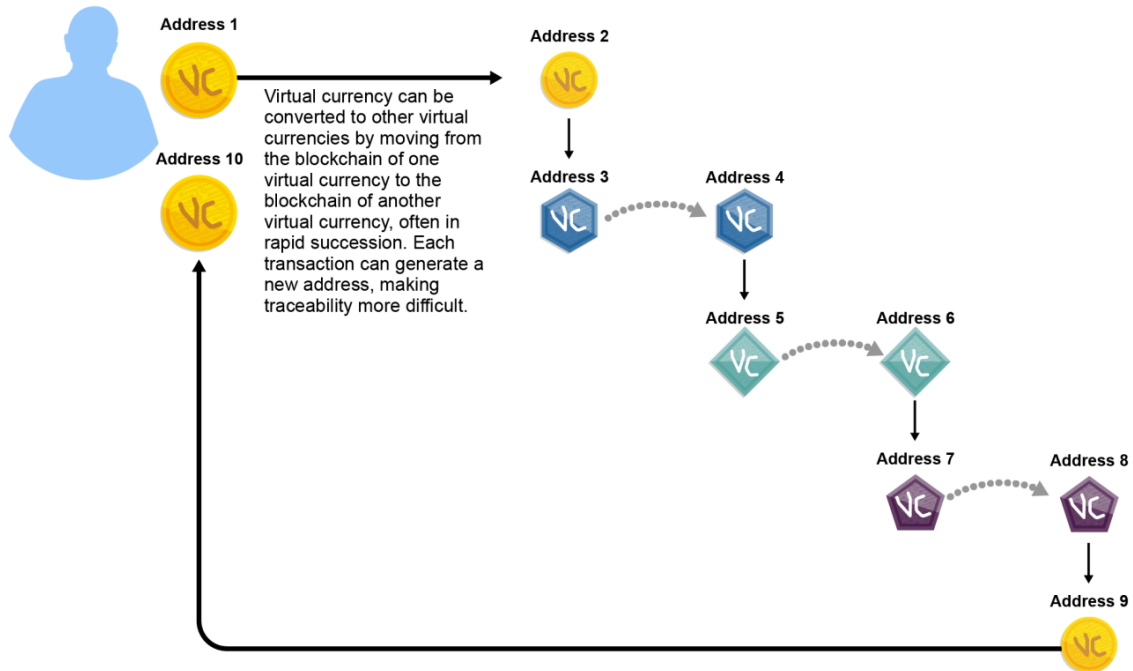 Address 1
VC
Address 2
VC
Virtual currency can be
converted to other virtual
currencies by moving from
the blockchain of one
virtual currency to the
blockchain of another
virtual currency, often in
rapid succession. Each
transaction can generate a
new address, making
traceability more difficult.
Address 10
VC
Address 3
VC
Address 4
VC
Address 5
VC
Address 6
VC
Address 7
VC
Address 8
VC
Address 9
VC